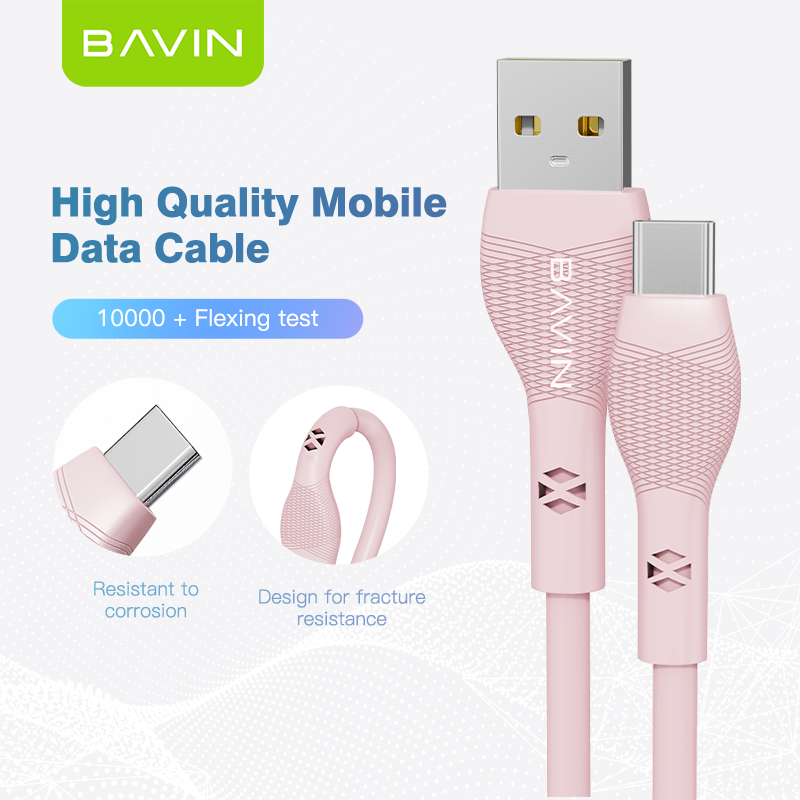 BAVIN
High Quality Mobile
Data Cable
10000 + Flexing test
BAVIN
Resistant to
corrosion
Design for fracture
resistance